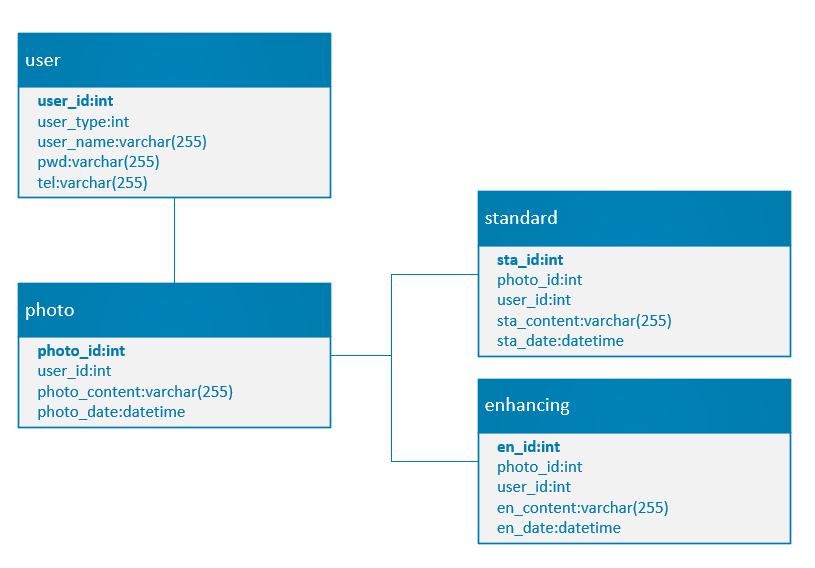 user
user_id:int
user_type:int
user_name:varchar(255)
pwd:varchar(255)
tel:varchar(255)
photo
photo_id:int
user_id:int
photo_content:varchar(255)
photo_date:datetime
standard
sta_id:int
photo_id:int
user_id:int
sta_content:varchar(255)
sta_date:datetime
enhancing
en_id:int
photo_id:int
user_id:int
en_content:varchar(255)
en_date:datetime